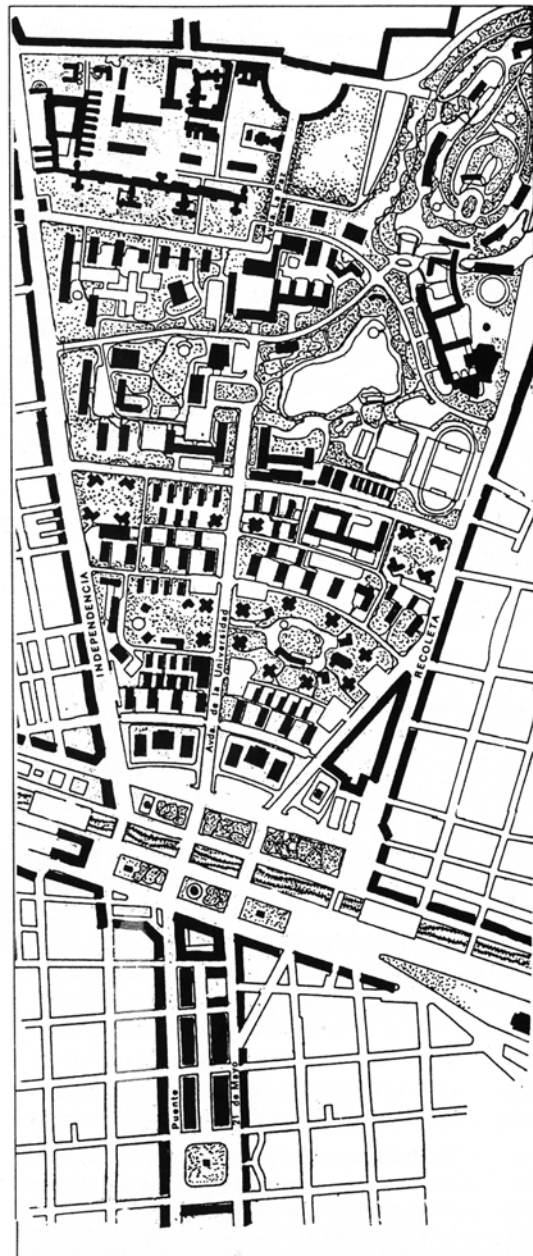 INDEPENDENCIA
Avda. de la Universidad
RECOLETA
Puente
21 de Mayo